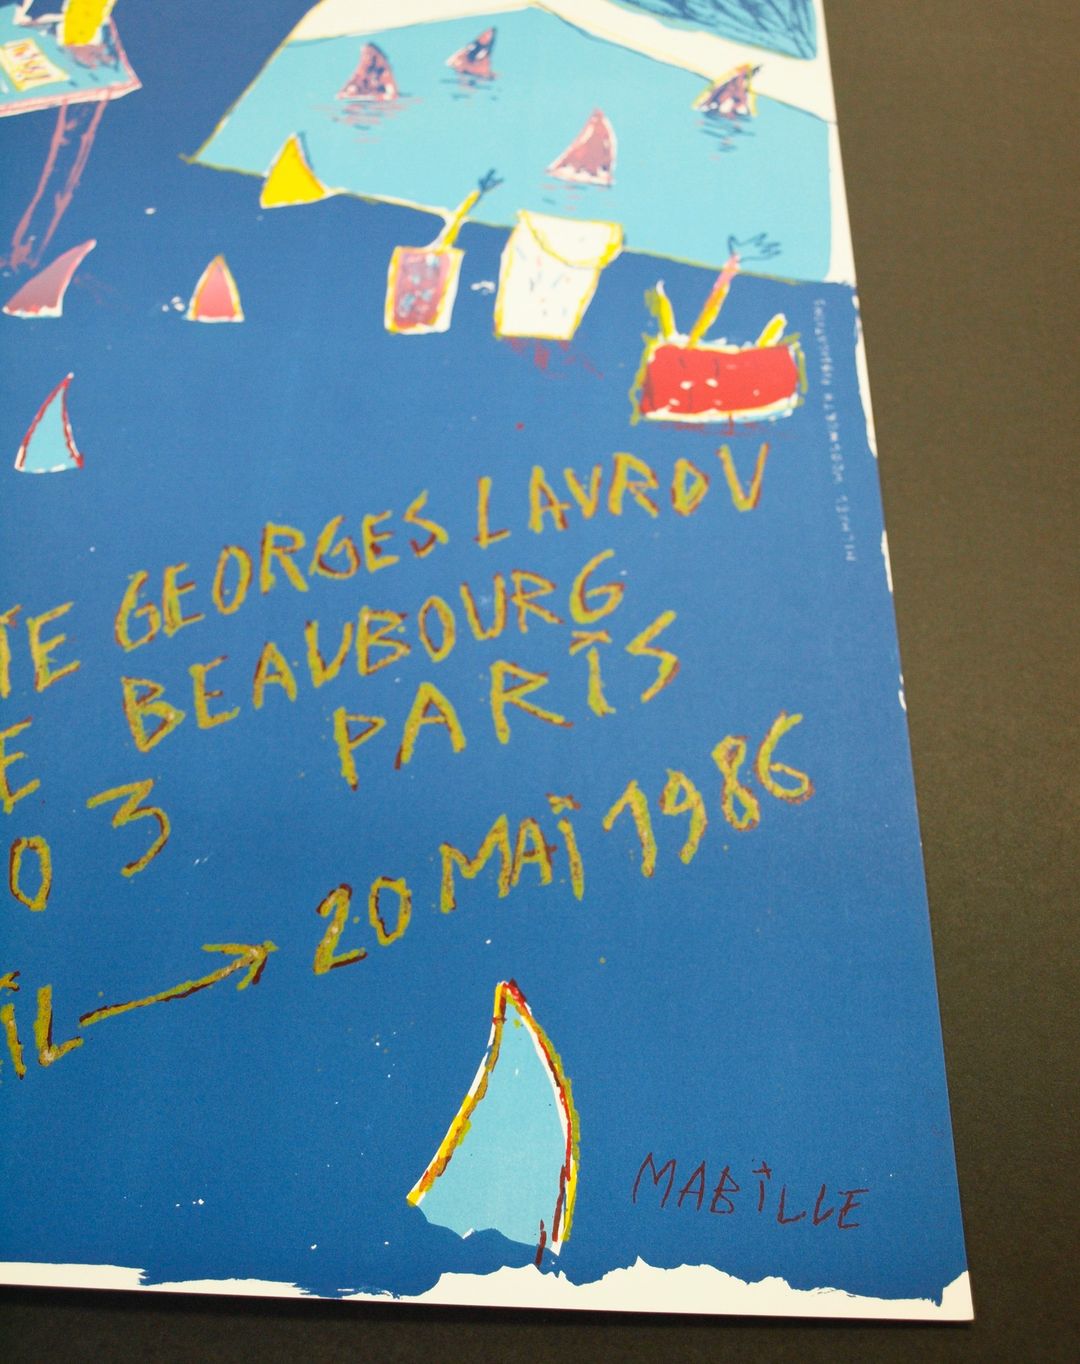 TE GEORGES LAVROV
E BEAUBOURG
0 3 PARIS
IL → 20 MAI 1986
MABILLE